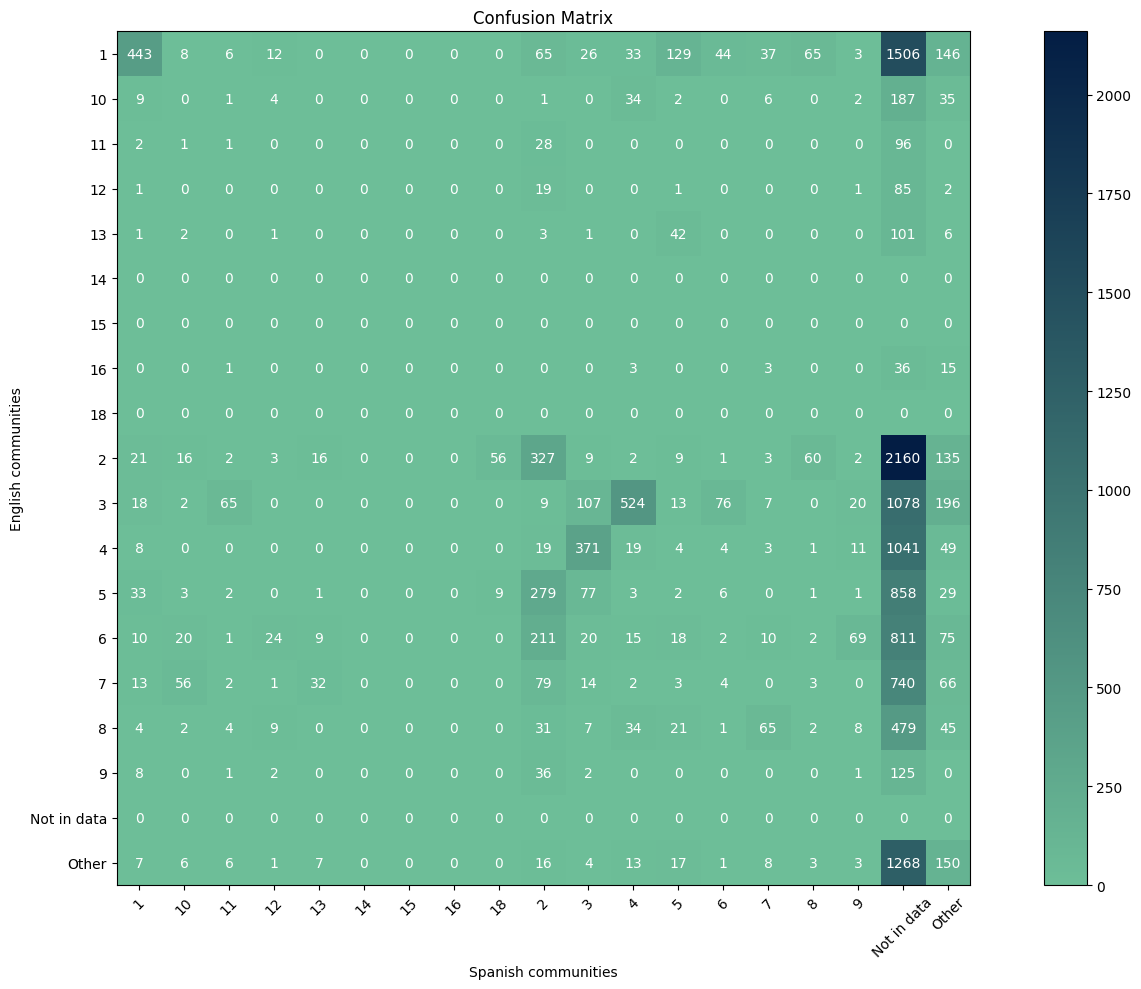 Confusion Matrix
1 443 8 6 12 0 0 0 0 0 65 26 33 129 44 37 65 3 1506 146
10 9 0 1 4 0 0 0 0 0 1 0 34 2 0 6 0 2 187 35
11 2 1 1 0 0 0 0 0 0 28 0 0 0 0 0 0 0 96 0
12 1 0 0 0 0 0 0 0 0 19 0 0 1 0 0 0 1 85 2
13 1 2 0 1 0 0 0 0 0 3 1 0 42 0 0 0 0 101 6
14 0 0 0 0 0 0 0 0 0 0 0 0 0 0 0 0 0 0 0
15 0 0 0 0 0 0 0 0 0 0 0 0 0 0 0 0 0 0 0
16 0 0 1 0 0 0 0 0 0 0 0 3 0 0 3 0 0 36 15
18 0 0 0 0 0 0 0 0 0 0 0 0 0 0 0 0 0 0 0
2 21 16 2 3 16 0 0 0 56 327 9 2 9 1 3 60 2 2160 135
3 18 2 65 0 0 0 0 0 0 9 107 524 13 76 7 0 20 1078 196
4 8 0 0 0 0 0 0 0 0 19 371 19 4 4 3 1 11 1041 49
5 33 3 2 0 1 0 0 0 9 279 77 3 2 6 0 1 1 858 29
6 10 20 1 24 9 0 0 0 0 211 20 15 18 2 10 2 69 811 75
7 13 56 2 1 32 0 0 0 0 79 14 2 3 4 0 3 0 740 66
8 4 2 4 9 0 0 0 0 0 31 7 34 21 1 65 2 8 479 45
9 8 0 1 2 0 0 0 0 0 36 2 0 0 0 0 0 1 125 0
Not in data 0 0 0 0 0 0 0 0 0 0 0 0 0 0 0 0 0 0 0
Other 7 6 6 1 7 0 0 0 0 16 4 13 17 1 8 3 3 1268 150
1 10 11 12 13 14 15 16 18 2 3 4 5 6 7 8 9 Not in data Other
Spanish communities
English communities
2000
1750
1500
1250
1000
750
500
250
0